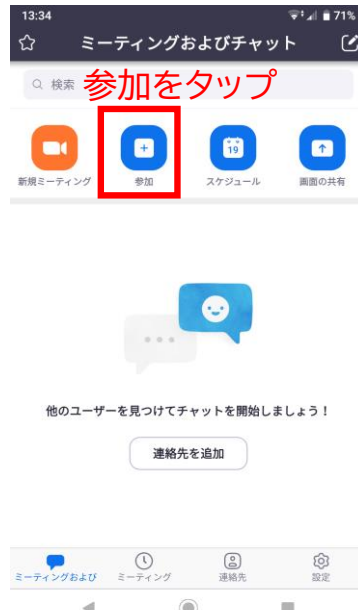 13:34
71%
ミーティングおよびチャット
検索
参加をタップ
19
新規ミーティング
参加
スケジュール
画面の共有
他のユーザーを見つけてチャットを開始しましょう！
連絡先を追加
ミーティングおよび
ミーティング
連絡先
設定